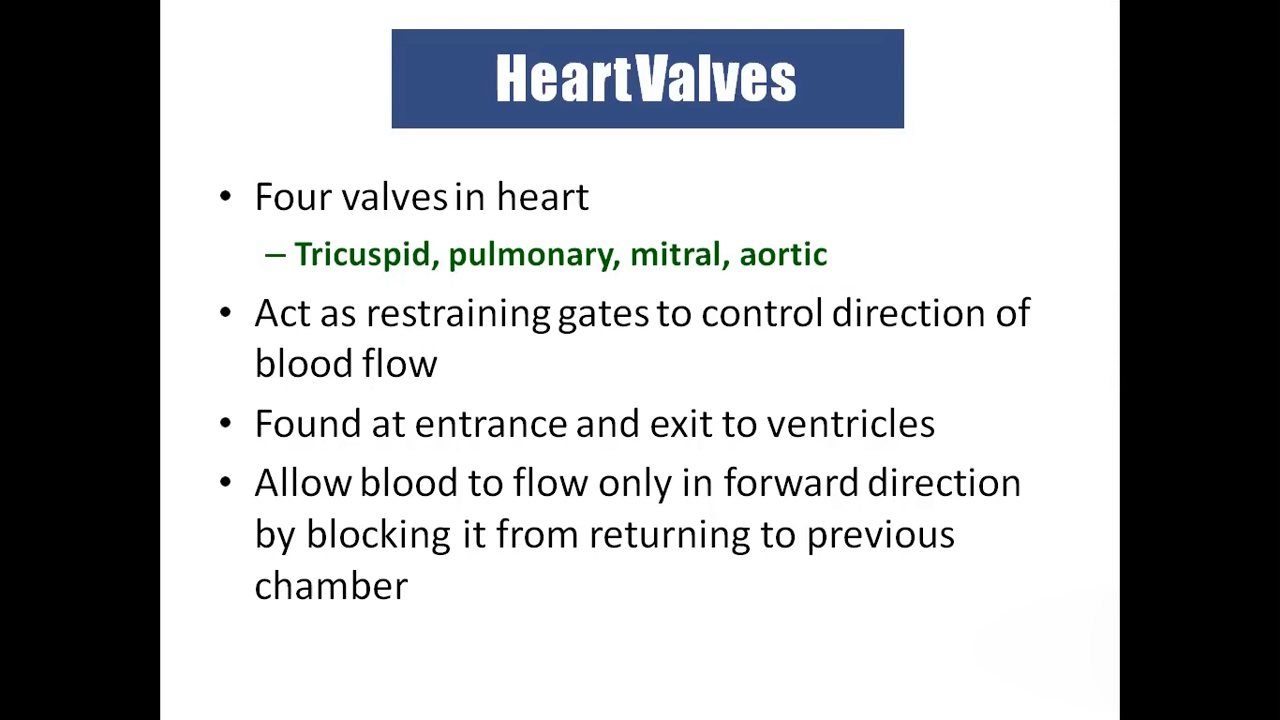 Heart Valves
• Four valves in heart
– Tricuspid, pulmonary, mitral, aortic
• Act as restraining gates to control direction of
blood flow
• Found at entrance and exit to ventricles
• Allow blood to flow only in forward direction
by blocking it from returning to previous
chamber